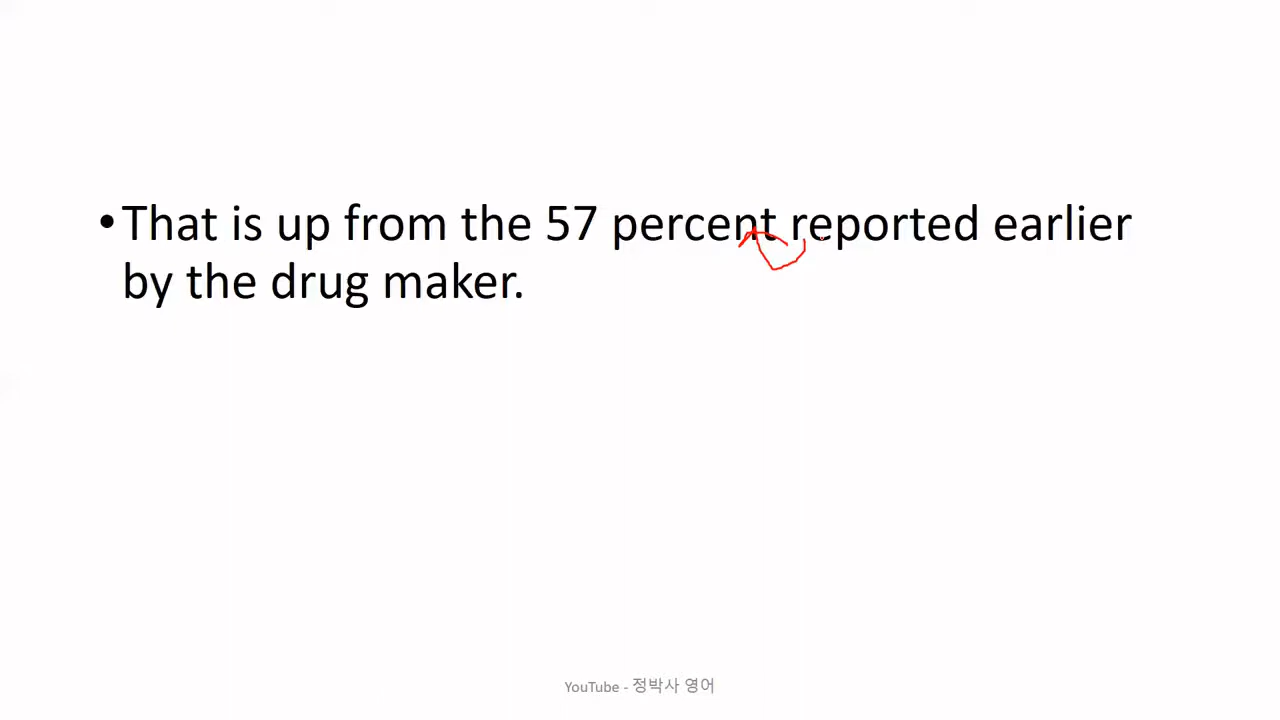 •That is up from the 57 percent reported earlier
by the drug maker.
YouTube - 정박사 영어